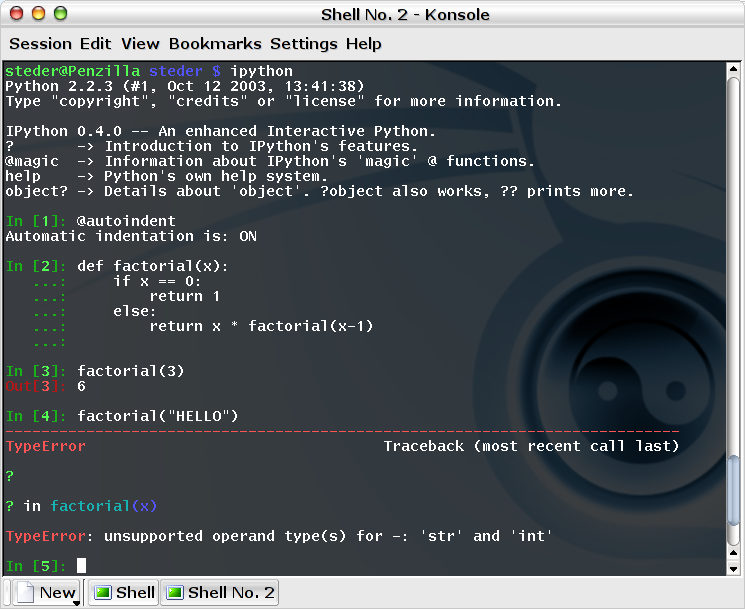 Shell No. 2 - Konsole
Session Edit View Bookmarks Settings Help
steder@Penzilla steder $ ipython
Python 2.2.3 (#1, Oct 12 2003, 13:41:38)
Type "copyright", "credits" or "license" for more information.
IPython 0.4.0 -- An enhanced Interactive Python.
?       -> Introduction to IPython's features.
@magic  -> Information about IPython's 'magic' @ functions.
help    -> Python's own help system.
object? -> Details about 'object'. ?object also works, ?? prints more.
In [1]: @autoindent
Automatic indentation is: ON
In [2]: def factorial(x):
   ...:     if x == 0:
   ...:         return 1
   ...:     else:
   ...:         return x * factorial(x-1)
   ...:
In [3]: factorial(3)
Out[3]: 6
In [4]: factorial("HELLO")
---------------------------------------------------------------------------
TypeError                                 Traceback (most recent call last)
?
? in factorial(x)
TypeError: unsupported operand type(s) for -: 'str' and 'int'
In [5]:
New Shell Shell No. 2